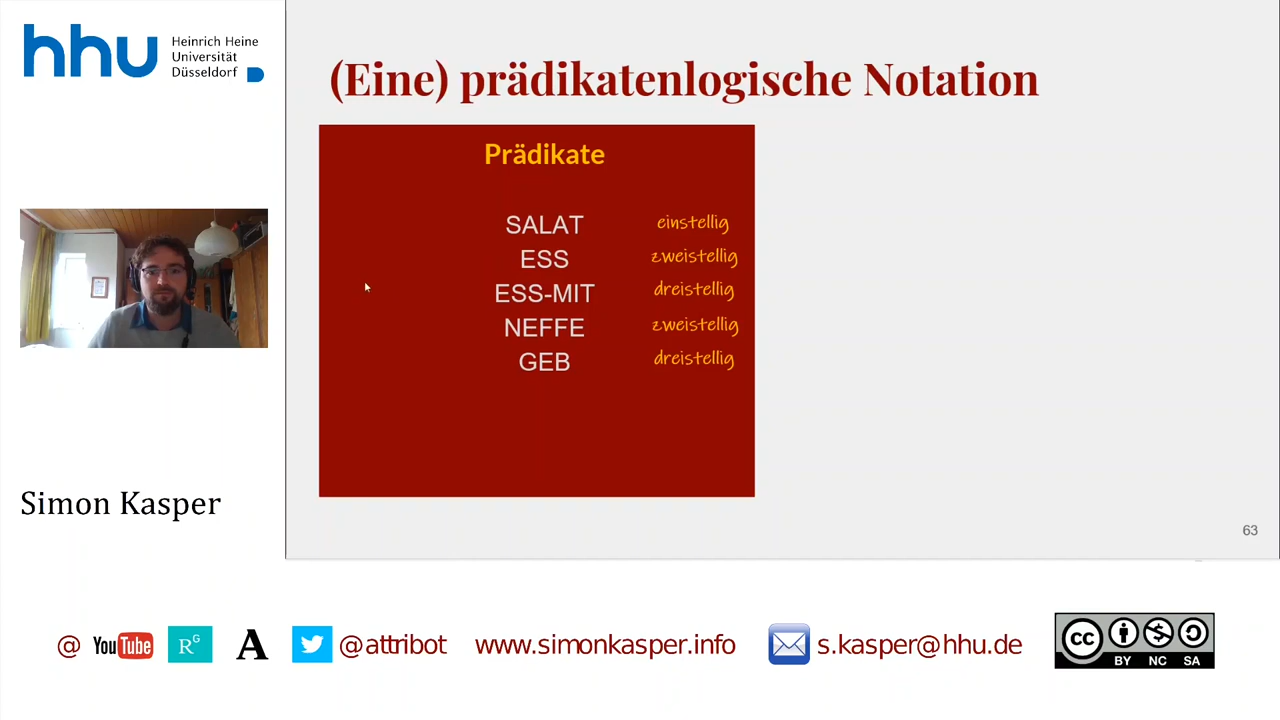 hhu
Heinrich Heine
Universität
Düsseldorf
(Eine) prädikatenlogische Notation
Prädikate
SALAT einstellig
ESS zweistellig
ESS-MIT dreistellig
NEFFE zweistellig
GEB dreistellig
Simon Kasper
63
@ YouTube RG A @attribot www.simonkasper.info s.kasper@hhu.de
cc BY NC SA